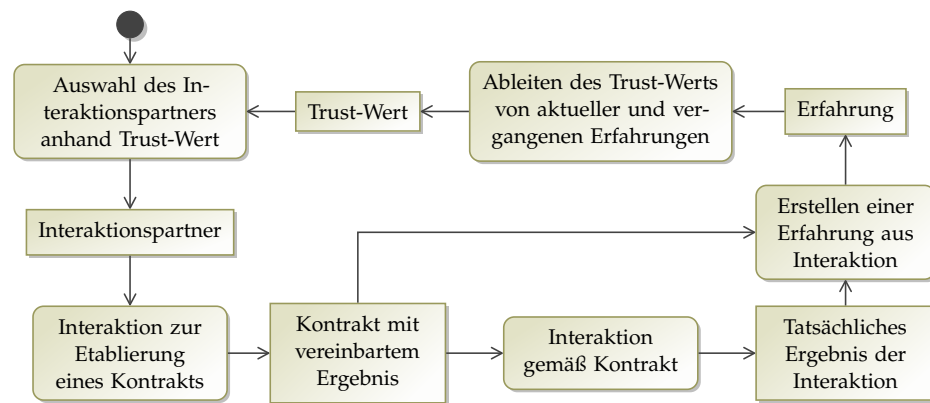 Auswahl des In-
teraktionspartners
anhand Trust-Wert
Trust-Wert
Ableiten des Trust-Werts
von aktueller und ver-
gangenen Erfahrungen
Erfahrung
Interaktionspartner
Erstellen einer
Erfahrung aus
Interaktion
Interaktion zur
Etablierung
eines Kontrakts
Kontrakt mit
vereinbartem
Ergebnis
Interaktion
gemäß Kontrakt
Tatsächliches
Ergebnis der
Interaktion